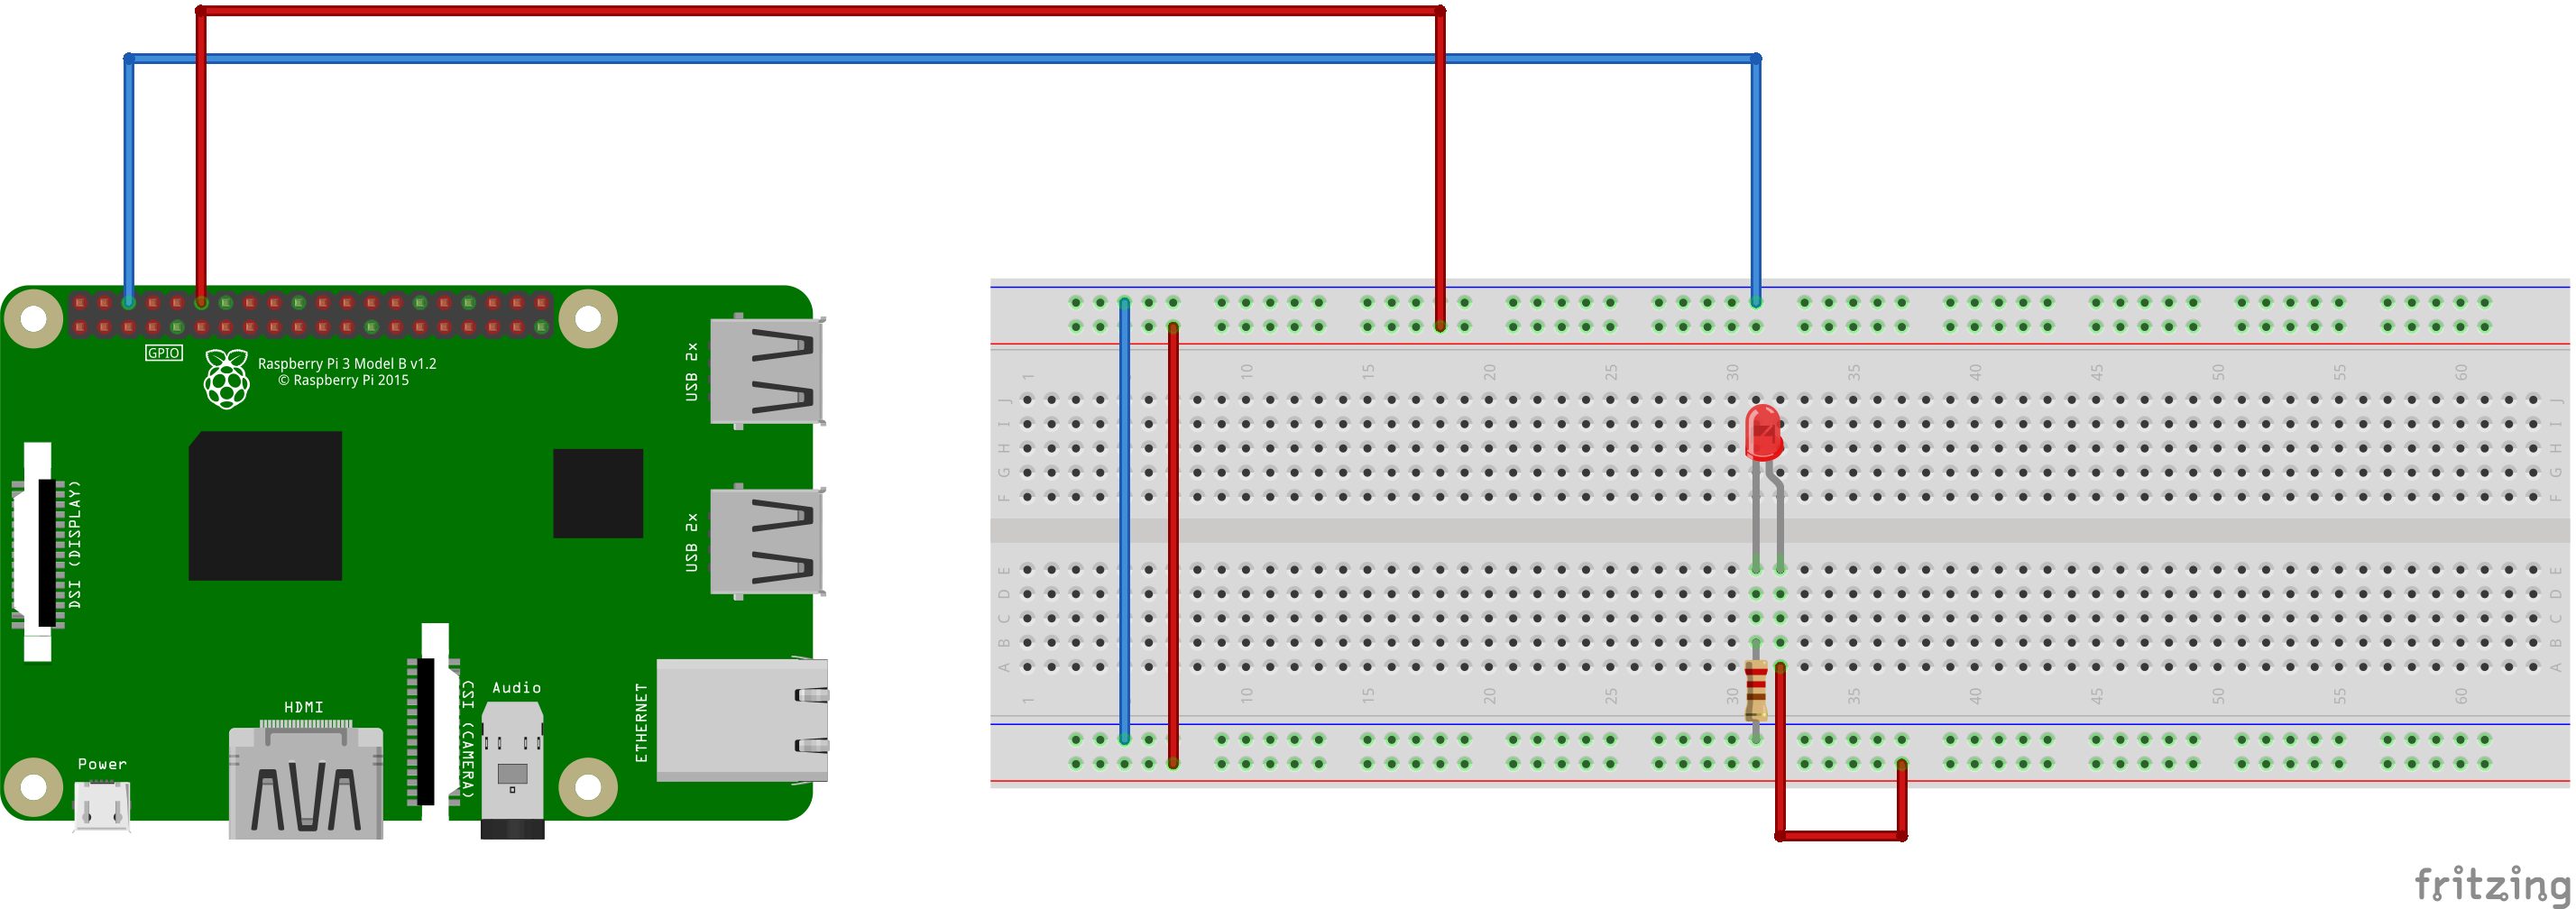 GPIO
Raspberry Pi 3 Model B v1.2
© Raspberry Pi 2015
USB 2x
USB 2x
DSI (DISPLAY)
CSI (CAMERA)
Audio
ETHERNET
HDMI
Power
1 10 15 20 25 30 35 40 45 50 55 60
J J
I I
H H
G G
F F
E E
D D
C C
B B
A A
1 10 15 20 25 30 35 40 45 50 55 60
fritzing